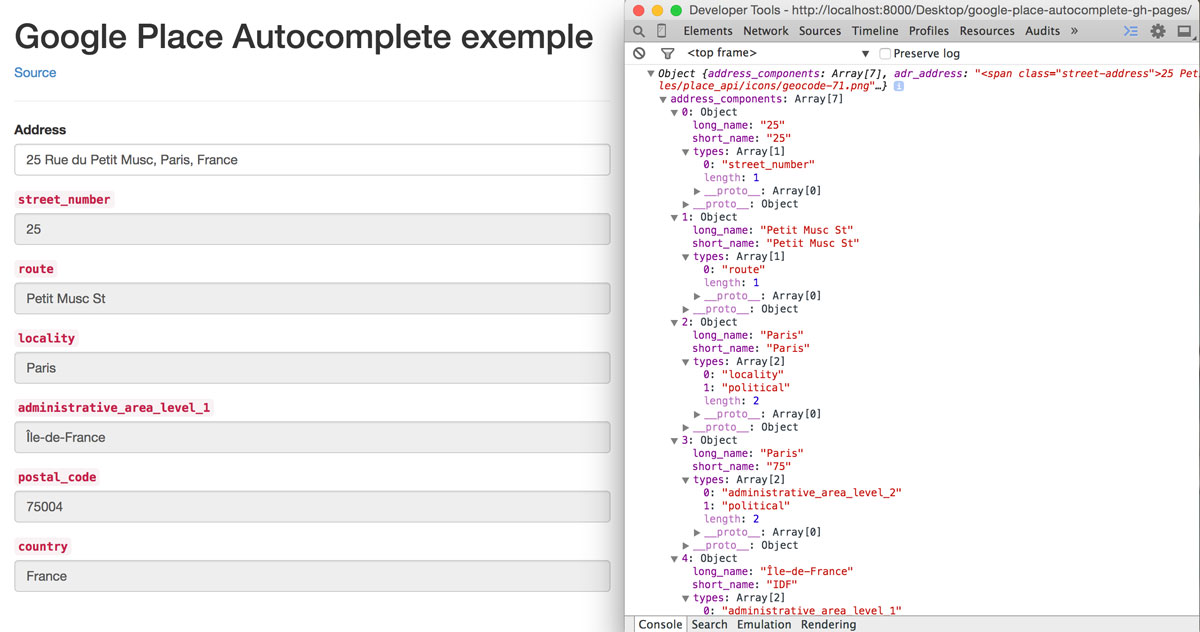 Google Place Autocomplete exemple
Source
Address
25 Rue du Petit Musc, Paris, France
street_number
25
route
Petit Musc St
locality
Paris
administrative_area_level_1
Île-de-France
postal_code
75004
country
France
Developer Tools - http://localhost:8000/Desktop/google-place-autocomplete-gh-pages/
Elements Network Sources Timeline Profiles Resources Audits »
<top frame> Preserve log
Object {address_components: Array[7], adr_address: "<span class="street-address">25 Pet
les/place_api/icons/geocode-71.png"…}
address_components: Array[7]
0: Object
long_name: "25"
short_name: "25"
types: Array[1]
0: "street_number"
length: 1
__proto__: Array[0]
__proto__: Object
1: Object
long_name: "Petit Musc St"
short_name: "Petit Musc St"
types: Array[1]
0: "route"
length: 1
__proto__: Array[0]
__proto__: Object
2: Object
long_name: "Paris"
short_name: "Paris"
types: Array[2]
0: "locality"
1: "political"
length: 2
__proto__: Array[0]
__proto__: Object
3: Object
long_name: "Paris"
short_name: "75"
types: Array[2]
0: "administrative_area_level_2"
1: "political"
length: 2
__proto__: Array[0]
__proto__: Object
4: Object
long_name: "Île-de-France"
short_name: "IDF"
types: Array[2]
0: "administrative_area_level_1"
Console Search Emulation Rendering